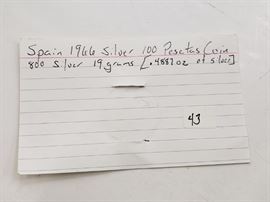 Spain 1966 Silver 100 Pesetas Coin
800 Silver 19 grams [.4887 oz of silver]
43